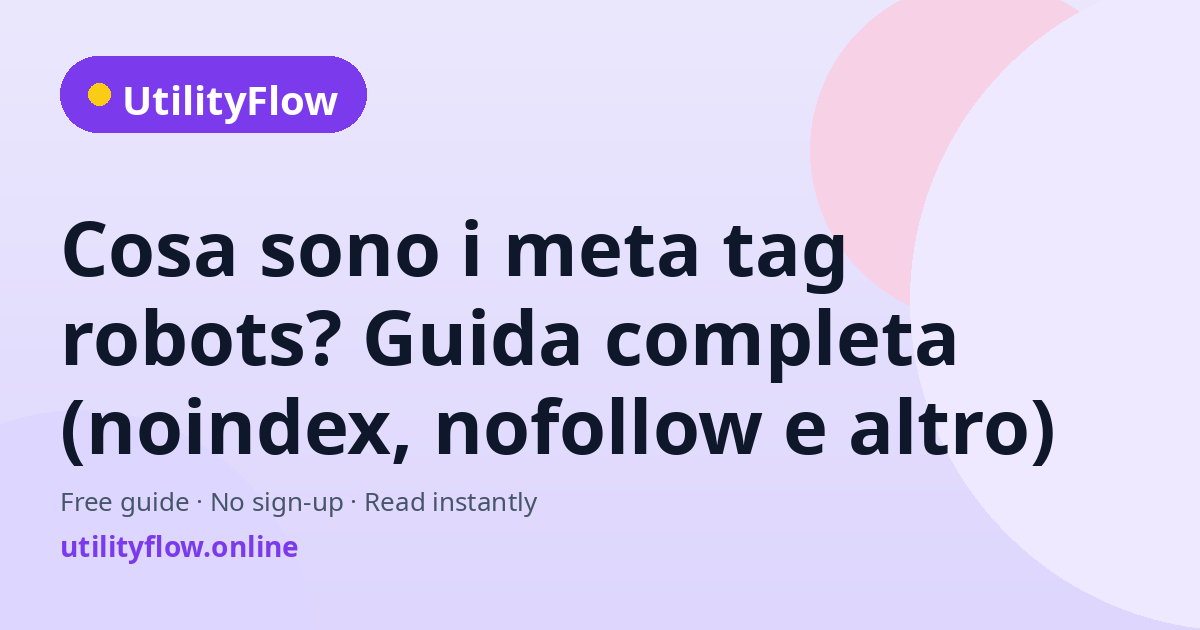 UtilityFlow
Cosa sono i meta tag
robots? Guida completa
(noindex, nofollow e altro)
Free guide · No sign-up · Read instantly
utilityflow.online